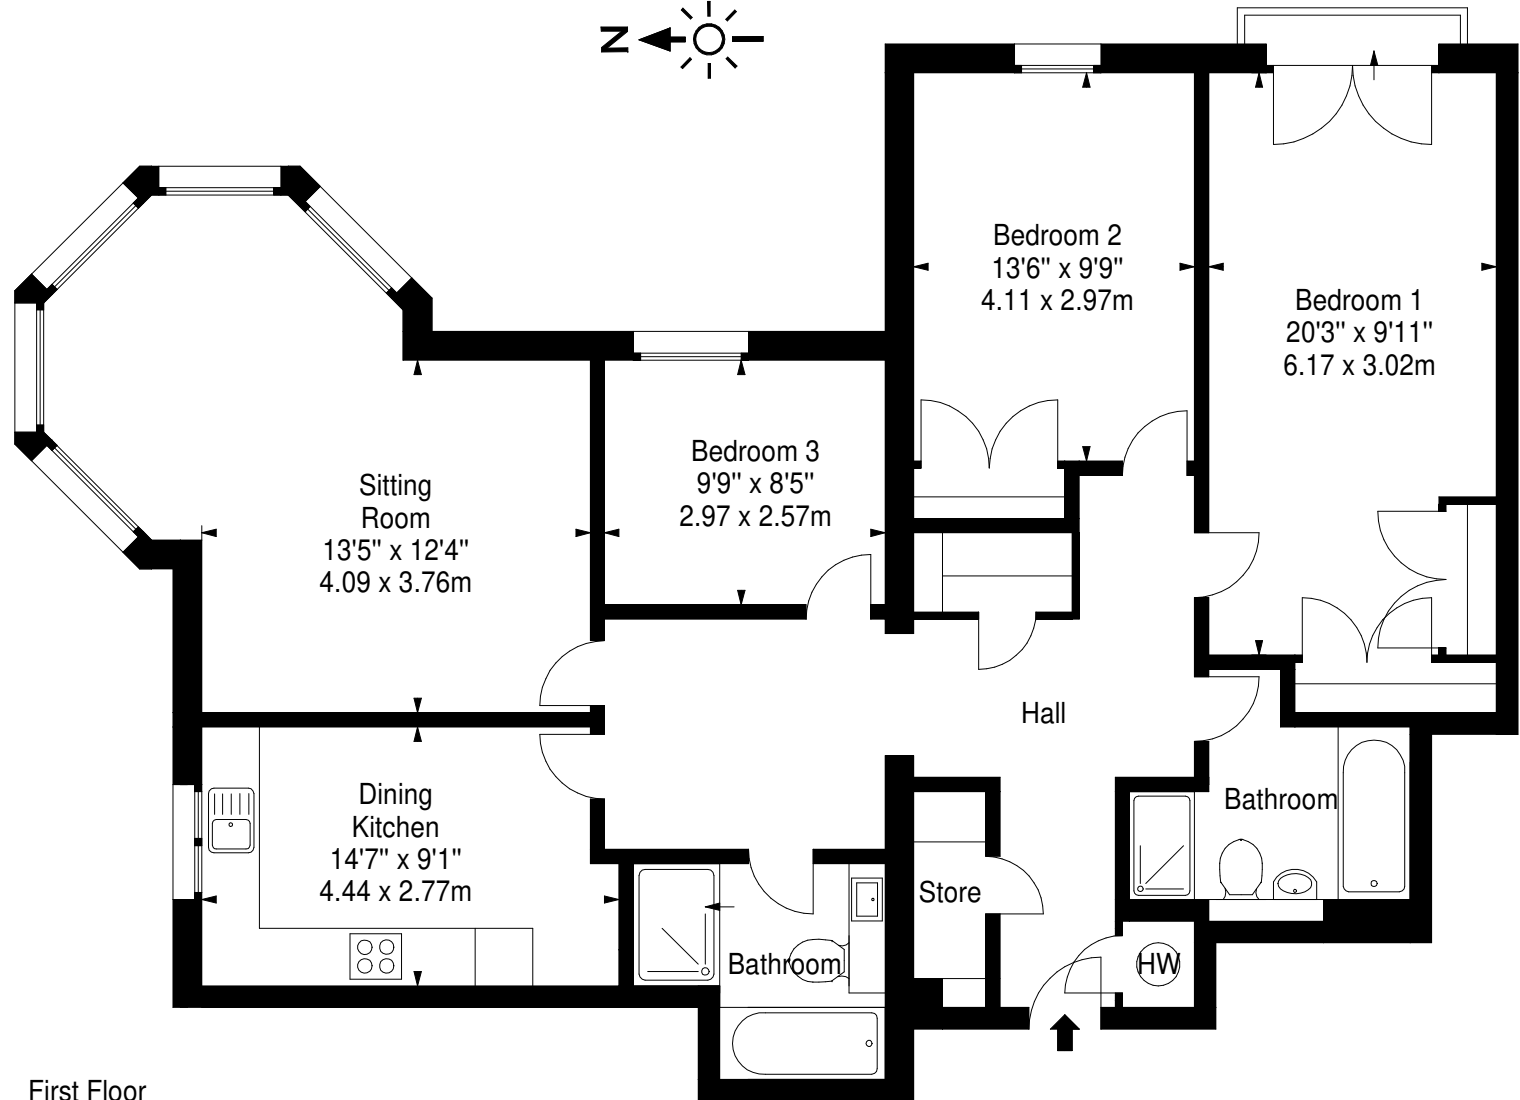 N
Bedroom 2
13'6" x 9'9"
4.11 x 2.97m
Bedroom 1
20'3" x 9'11"
6.17 x 3.02m
Bedroom 3
9'9" x 8'5"
2.97 x 2.57m
Sitting
Room
13'5" x 12'4"
4.09 x 3.76m
Hall
Dining
Kitchen
14'7" x 9'1"
4.44 x 2.77m
Bathroom
Store
Bathroom
HW
First Floor